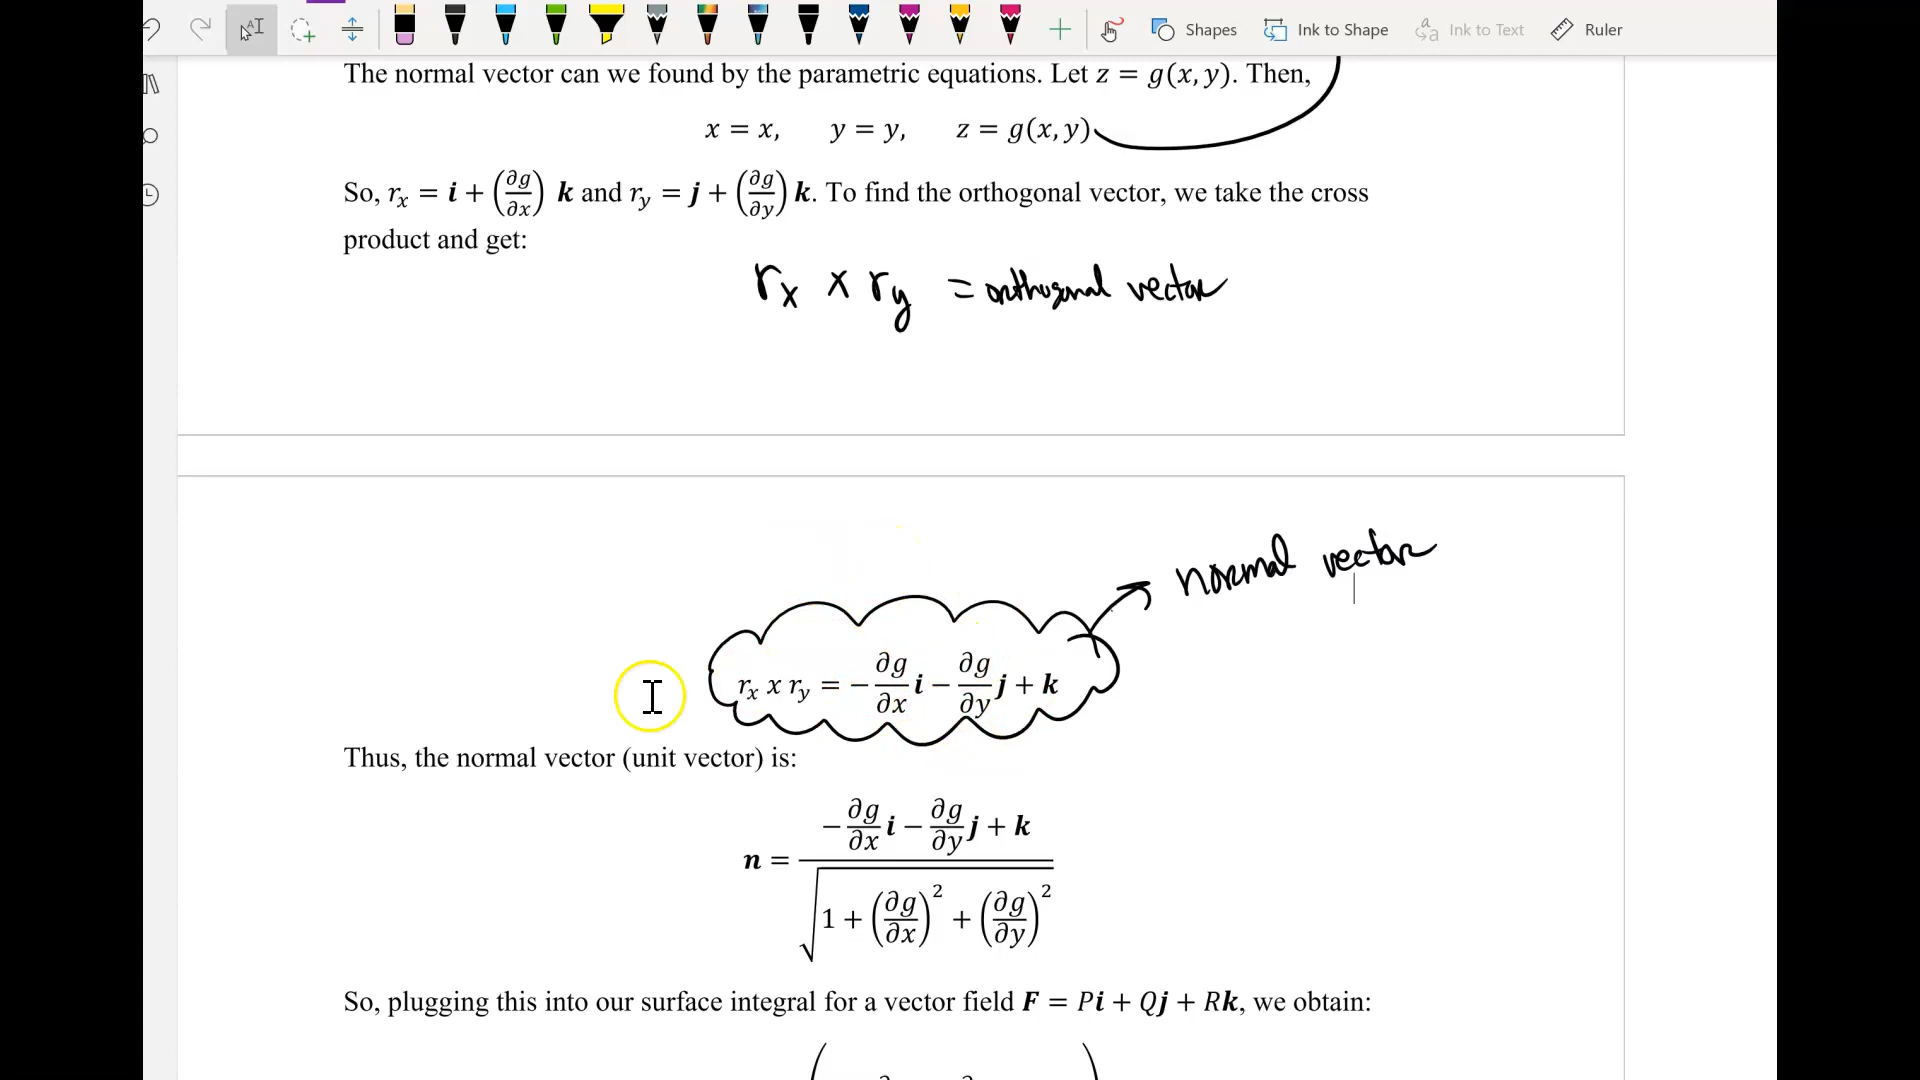 Shapes Ink to Shape Ink to Text Ruler
The normal vector can we found by the parametric equations. Let z = g(x, y). Then,
x = x, y = y, z = g(x, y)
So, r_x = i + (∂g/∂x) k and r_y = j + (∂g/∂y) k. To find the orthogonal vector, we take the cross
product and get:
r_x × r_y = orthogonal vector
normal vector
r_x x r_y = −∂g/∂x i − ∂g/∂y j + k
Thus, the normal vector (unit vector) is:
n = (−∂g/∂x i − ∂g/∂y j + k) / √(1 + (∂g/∂x)² + (∂g/∂y)²)
So, plugging this into our surface integral for a vector field F = Pi + Qj + Rk, we obtain: